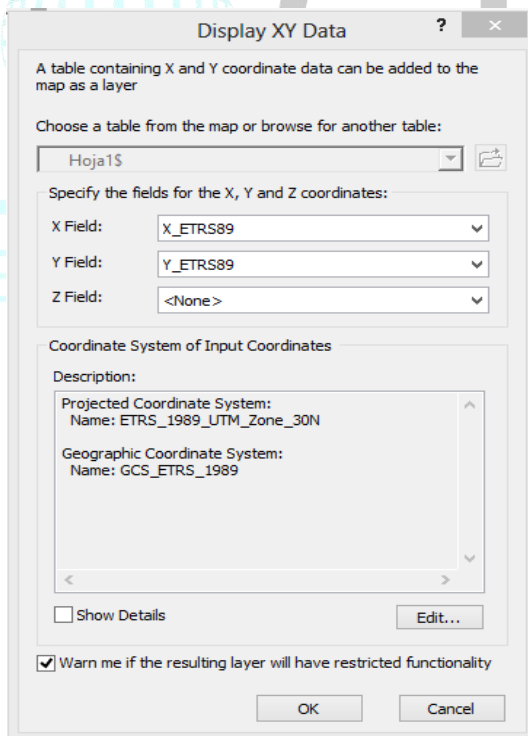 Display XY Data
?
×
A table containing X and Y coordinate data can be added to the
map as a layer
Choose a table from the map or browse for another table:
Hoja1$
Specify the fields for the X, Y and Z coordinates:
X Field:
X_ETRS89
Y Field:
Y_ETRS89
Z Field:
<None>
Coordinate System of Input Coordinates
Description:
Projected Coordinate System:
Name: ETRS_1989_UTM_Zone_30N
Geographic Coordinate System:
Name: GCS_ETRS_1989
Show Details
Edit...
Warn me if the resulting layer will have restricted functionality
OK
Cancel